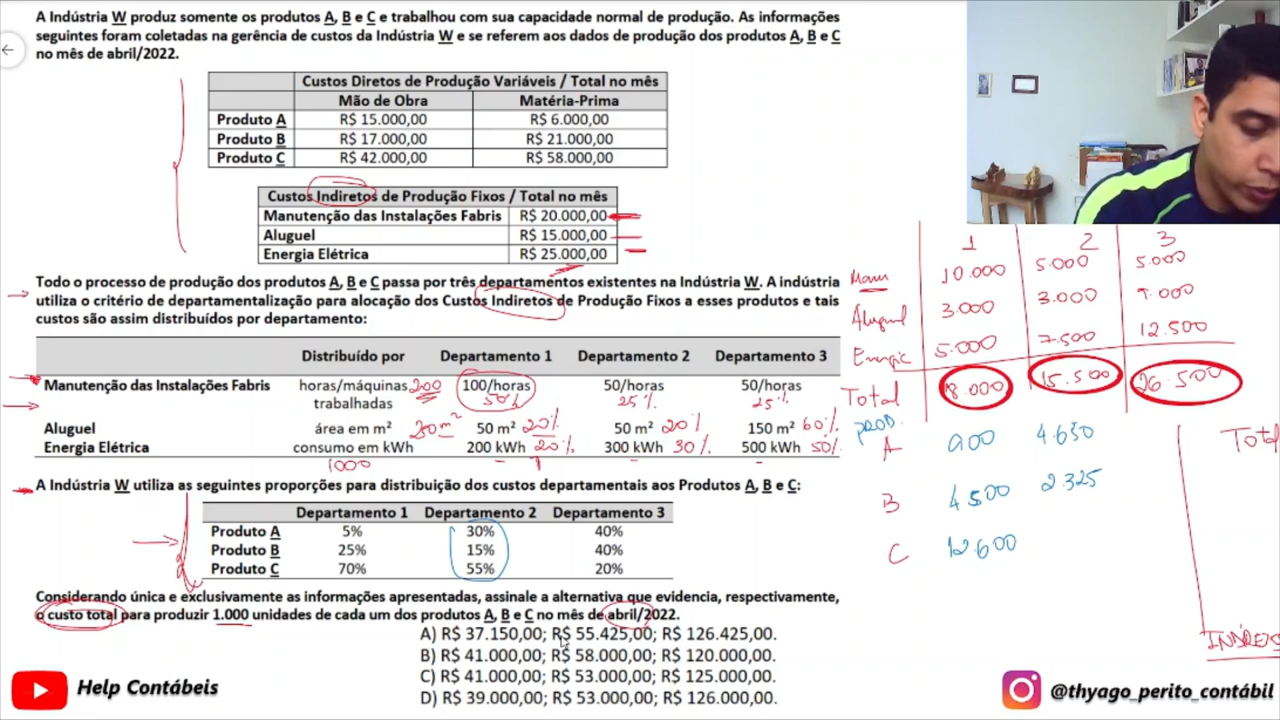 A Indústria W produz somente os produtos A, B e C e trabalhou com sua capacidade normal de produção. As informações
seguintes foram coletadas na gerência de custos da Indústria W e se referem aos dados de produção dos produtos A, B e C
no mês de abril/2022.
Custos Diretos de Produção Variáveis / Total no mês
Mão de Obra Matéria-Prima
Produto A R$ 15.000,00 R$ 6.000,00
Produto B R$ 17.000,00 R$ 21.000,00
Produto C R$ 42.000,00 R$ 58.000,00
Custos Indiretos de Produção Fixos / Total no mês
Manutenção das Instalações Fabris R$ 20.000,00
Aluguel R$ 15.000,00
Energia Elétrica R$ 25.000,00
Todo o processo de produção dos produtos A, B e C passa por três departamentos existentes na Indústria W. A indústria
utiliza o critério de departamentalização para alocação dos Custos Indiretos de Produção Fixos a esses produtos e tais
custos são assim distribuídos por departamento:
Distribuído por Departamento 1 Departamento 2 Departamento 3
Manutenção das Instalações Fabris horas/máquinas 200 100/horas 50/horas 50/horas
trabalhadas 50% 25% 25%
Aluguel área em m² m² 50 m² 20% 50 m² 20% 150 m² 60%
Energia Elétrica consumo em kWh 200 kWh 20% 300 kWh 30% 500 kWh 50%
1000
A Indústria W utiliza as seguintes proporções para distribuição dos custos departamentais aos Produtos A, B e C:
Departamento 1 Departamento 2 Departamento 3
Produto A 5% 30% 40%
Produto B 25% 15% 40%
Produto C 70% 55% 20%
Considerando única e exclusivamente as informações apresentadas, assinale a alternativa que evidencia, respectivamente,
o custo total para produzir 1.000 unidades de cada um dos produtos A, B e C no mês de abril/2022.
A) R$ 37.150,00; R$ 55.425,00; R$ 126.425,00.
B) R$ 41.000,00; R$ 58.000,00; R$ 120.000,00.
C) R$ 41.000,00; R$ 53.000,00; R$ 125.000,00.
D) R$ 39.000,00; R$ 53.000,00; R$ 126.000,00.
1 2 3
Manu 10.000 5.000 5.000
Aluguel 3.000 3.000 9.000
Energia 5.000 7.500 12.500
Total 18.000 15.500 26.500
PROD.
A 900 4.650 Total
B 4500 2.325
C 12.600
Help Contábeis
@thyago_perito_contábil